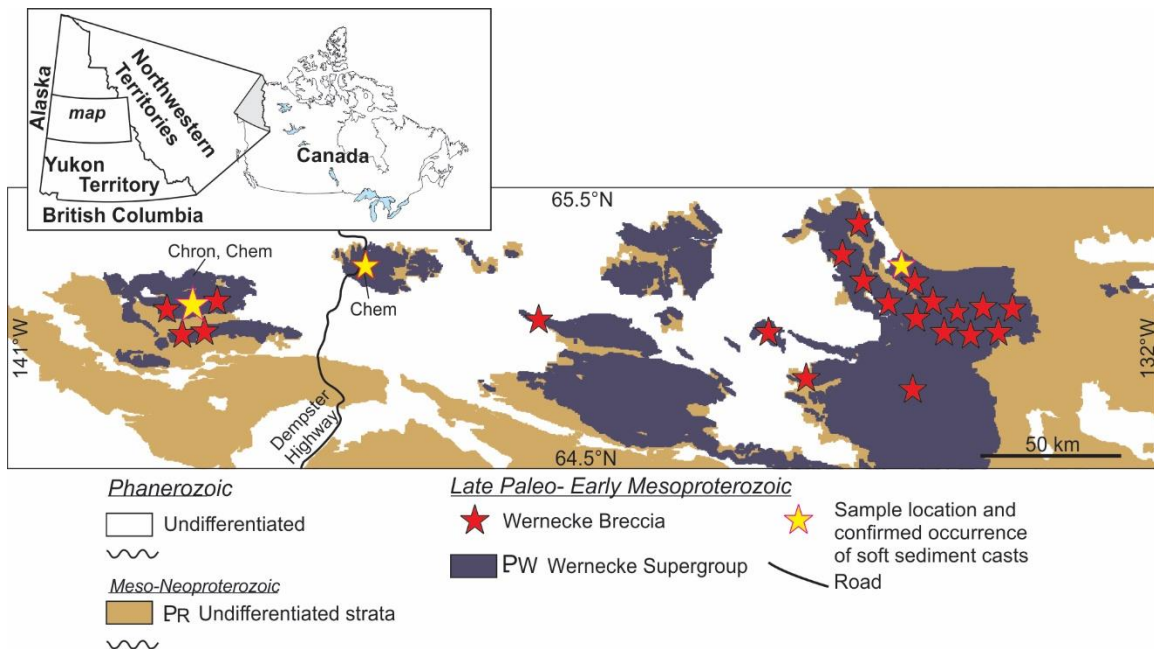 Alaska
Northwestern
Territories
map
Yukon
Territory
British Columbia
Canada
65.5°N
Chron, Chem
Chem
141°W
132°W
Dempster
Highway
64.5°N
50 km
Phanerozoic
Undifferentiated
Meso-Neoproterozoic
PR Undifferentiated strata
Late Paleo- Early Mesoproterozoic
Wernecke Breccia
PW Wernecke Supergroup
Sample location and
confirmed occurrence
of soft sediment casts
Road